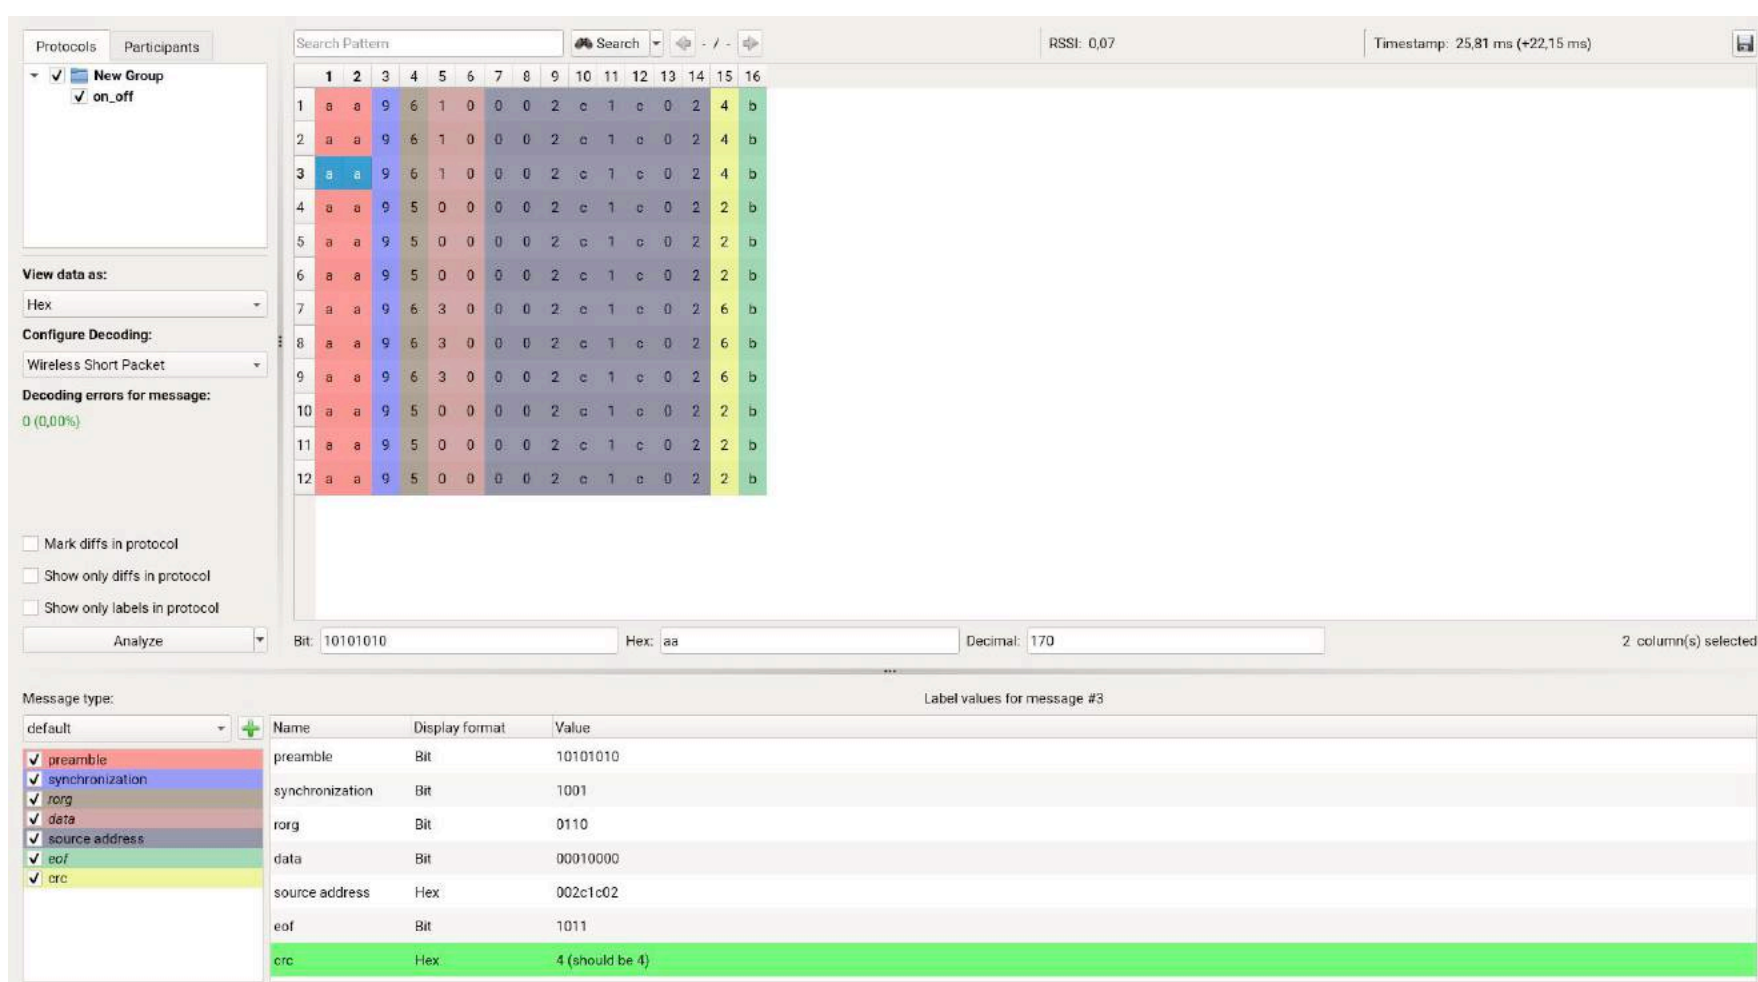 Protocols Participants
Search Pattern Search - / - RSSI: 0,07 Timestamp: 25,81 ms (+22,15 ms)
New Group
on_off
1 2 3 4 5 6 7 8 9 10 11 12 13 14 15 16
1 a a 9 6 1 0 0 0 2 c 1 c 0 2 4 b
2 a a 9 6 1 0 0 0 2 c 1 c 0 2 4 b
3 a a 9 6 1 0 0 0 2 c 1 c 0 2 4 b
4 a a 9 5 0 0 0 0 2 c 1 c 0 2 2 b
5 a a 9 5 0 0 0 0 2 c 1 c 0 2 2 b
6 a a 9 5 0 0 0 0 2 c 1 c 0 2 2 b
7 a a 9 6 3 0 0 0 2 c 1 c 0 2 6 b
8 a a 9 6 3 0 0 0 2 c 1 c 0 2 6 b
9 a a 9 6 3 0 0 0 2 c 1 c 0 2 6 b
10 a a 9 5 0 0 0 0 2 c 1 c 0 2 2 b
11 a a 9 5 0 0 0 0 2 c 1 c 0 2 2 b
12 a a 9 5 0 0 0 0 2 c 1 c 0 2 2 b
View data as:
Hex
Configure Decoding:
Wireless Short Packet
Decoding errors for message:
0 (0,00%)
Mark diffs in protocol
Show only diffs in protocol
Show only labels in protocol
Analyze
Bit: 10101010 Hex: aa Decimal: 170 2 column(s) selected
Message type:
default
preamble
synchronization
rorg
data
source address
eof
crc
Label values for message #3
Name Display format Value
preamble Bit 10101010
synchronization Bit 1001
rorg Bit 0110
data Bit 00010000
source address Hex 002c1c02
eof Bit 1011
crc Hex 4 (should be 4)